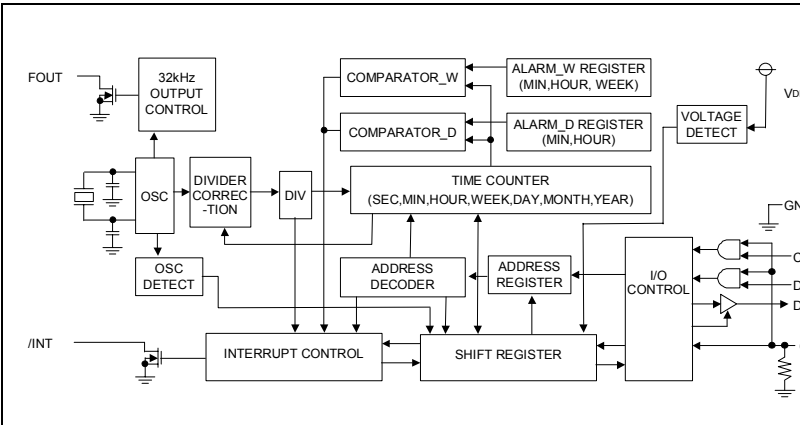 FOUT
32kHz
OUTPUT
CONTROL
COMPARATOR_W
ALARM_W REGISTER
(MIN,HOUR, WEEK)
COMPARATOR_D
ALARM_D REGISTER
(MIN,HOUR)
VOLTAGE
DETECT
OSC
DIVIDER
CORREC
-TION
DIV
TIME COUNTER
(SEC,MIN,HOUR,WEEK,DAY,MONTH,YEAR)
OSC
DETECT
ADDRESS
DECODER
ADDRESS
REGISTER
I/O
CONTROL
/INT
INTERRUPT CONTROL
SHIFT REGISTER